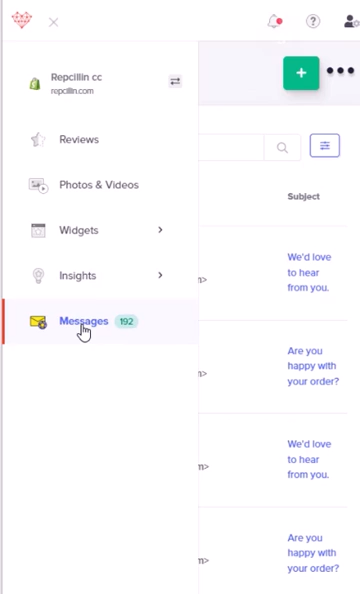 ?
Repcillin cc
repcillin.com
+
Reviews
Photos & Videos
Subject
Widgets
Insights
Messages 192
We'd love
to hear
from you.
m>
Are you
happy with
your order?
m>
We'd love
to hear
from you.
m>
Are you
happy with
your order?
m>